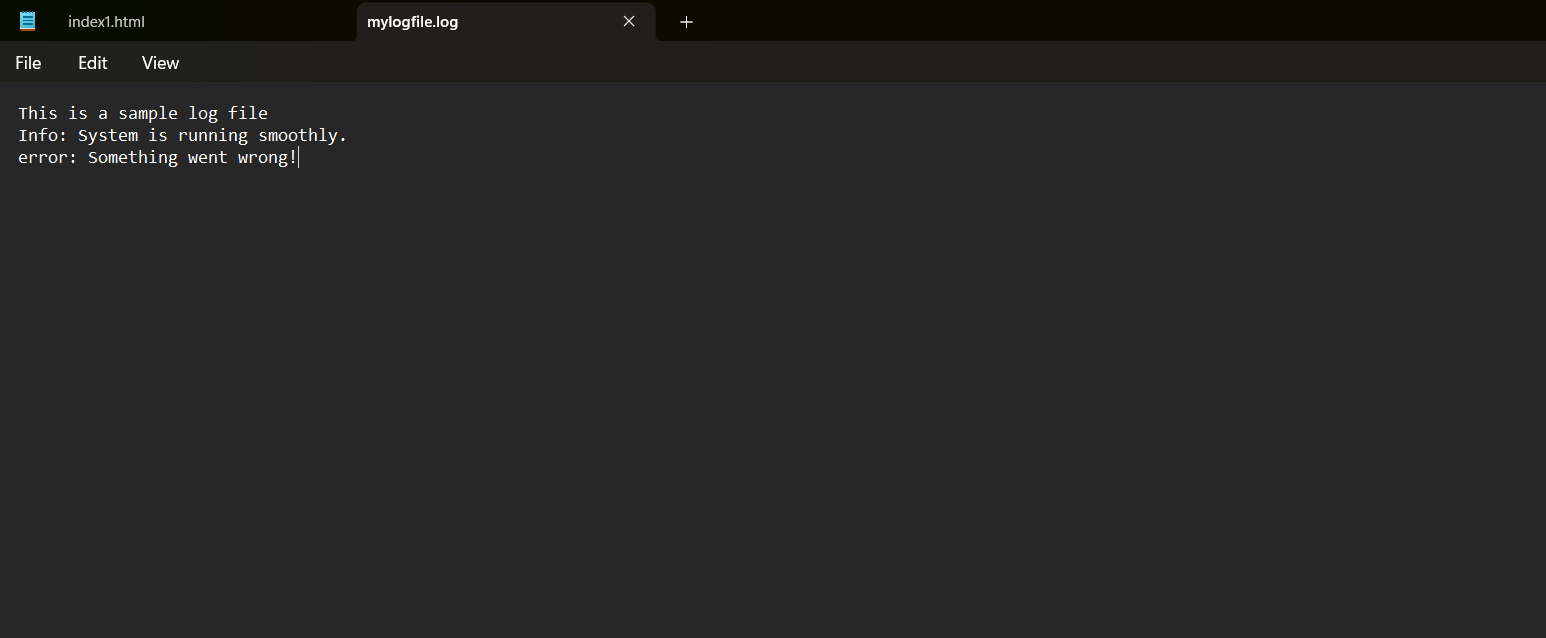 index1.html
mylogfile.log
File Edit View
This is a sample log file
Info: System is running smoothly.
error: Something went wrong!